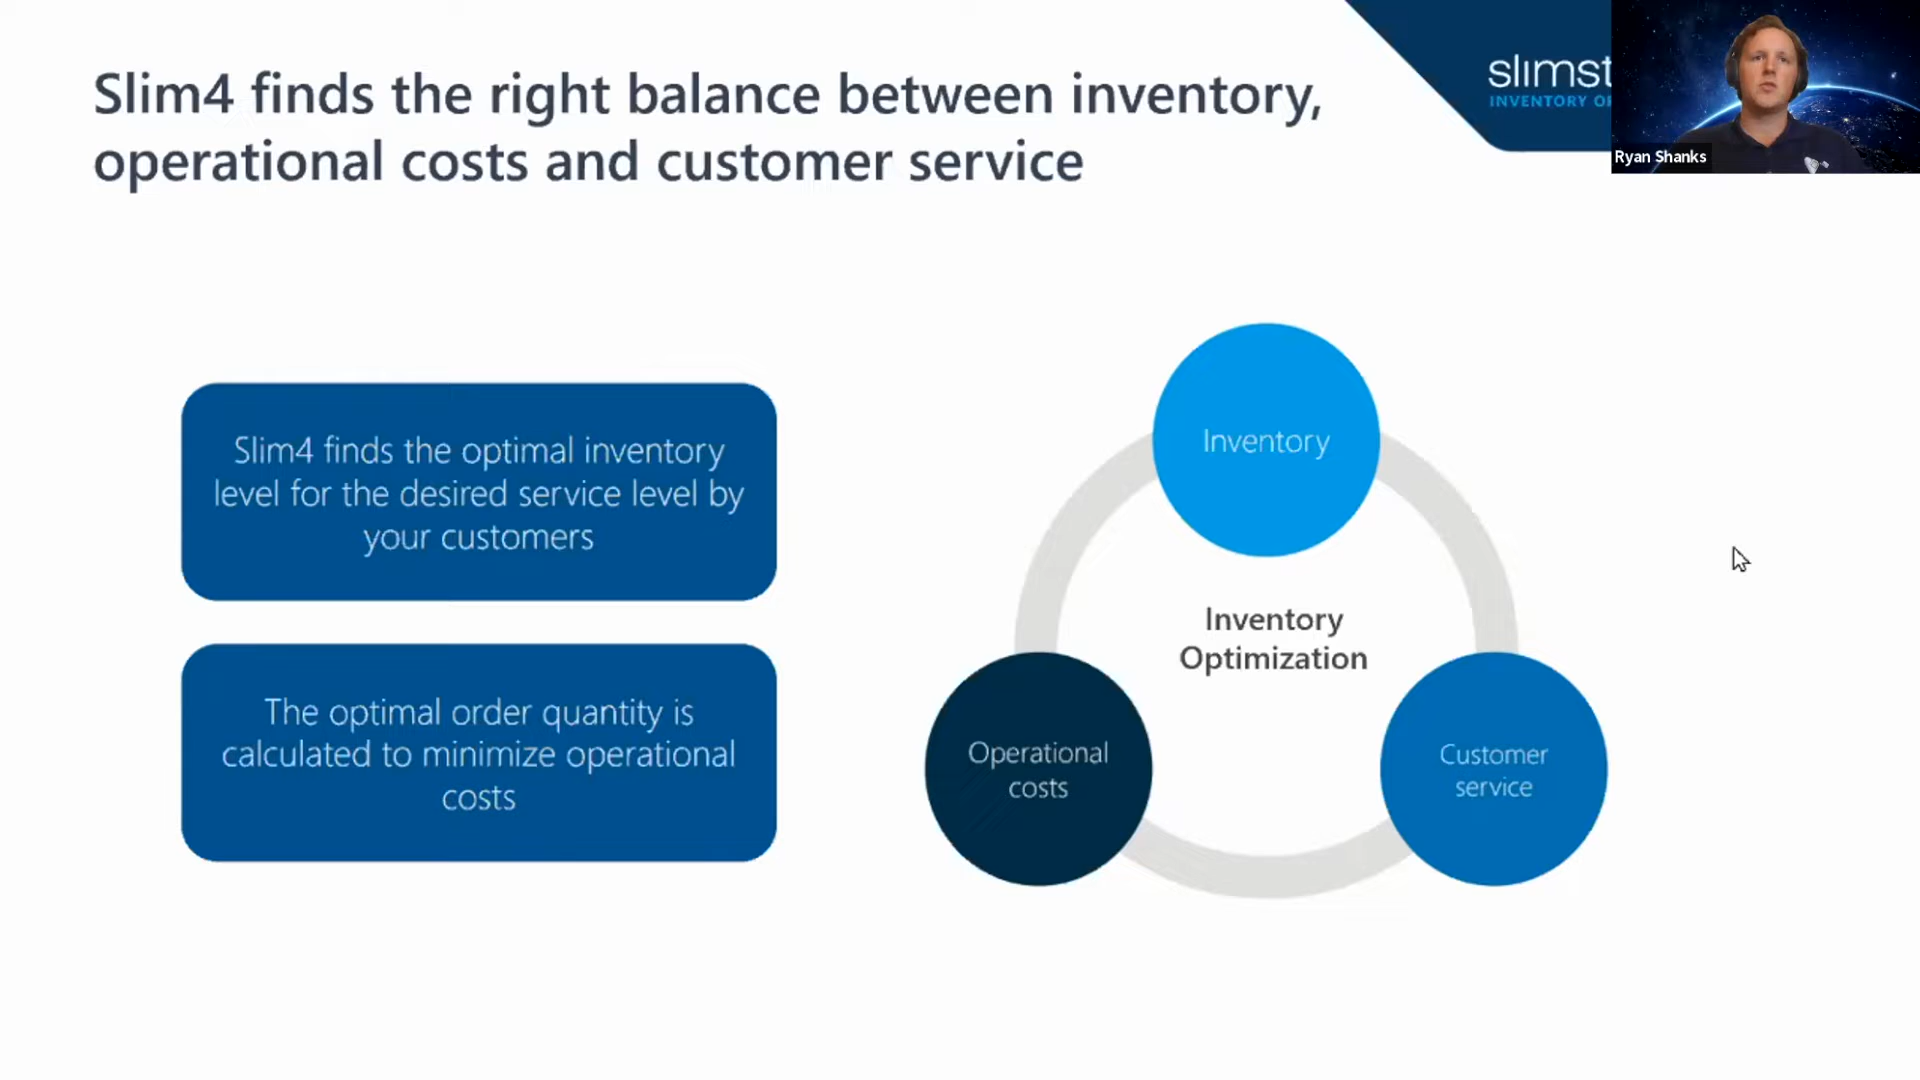 Slim4 finds the right balance between inventory,
operational costs and customer service
slimst
INVENTORY OP
Ryan Shanks
Slim4 finds the optimal inventory
level for the desired service level by
your customers
The optimal order quantity is
calculated to minimize operational
costs
Inventory
Inventory
Optimization
Operational
costs
Customer
service